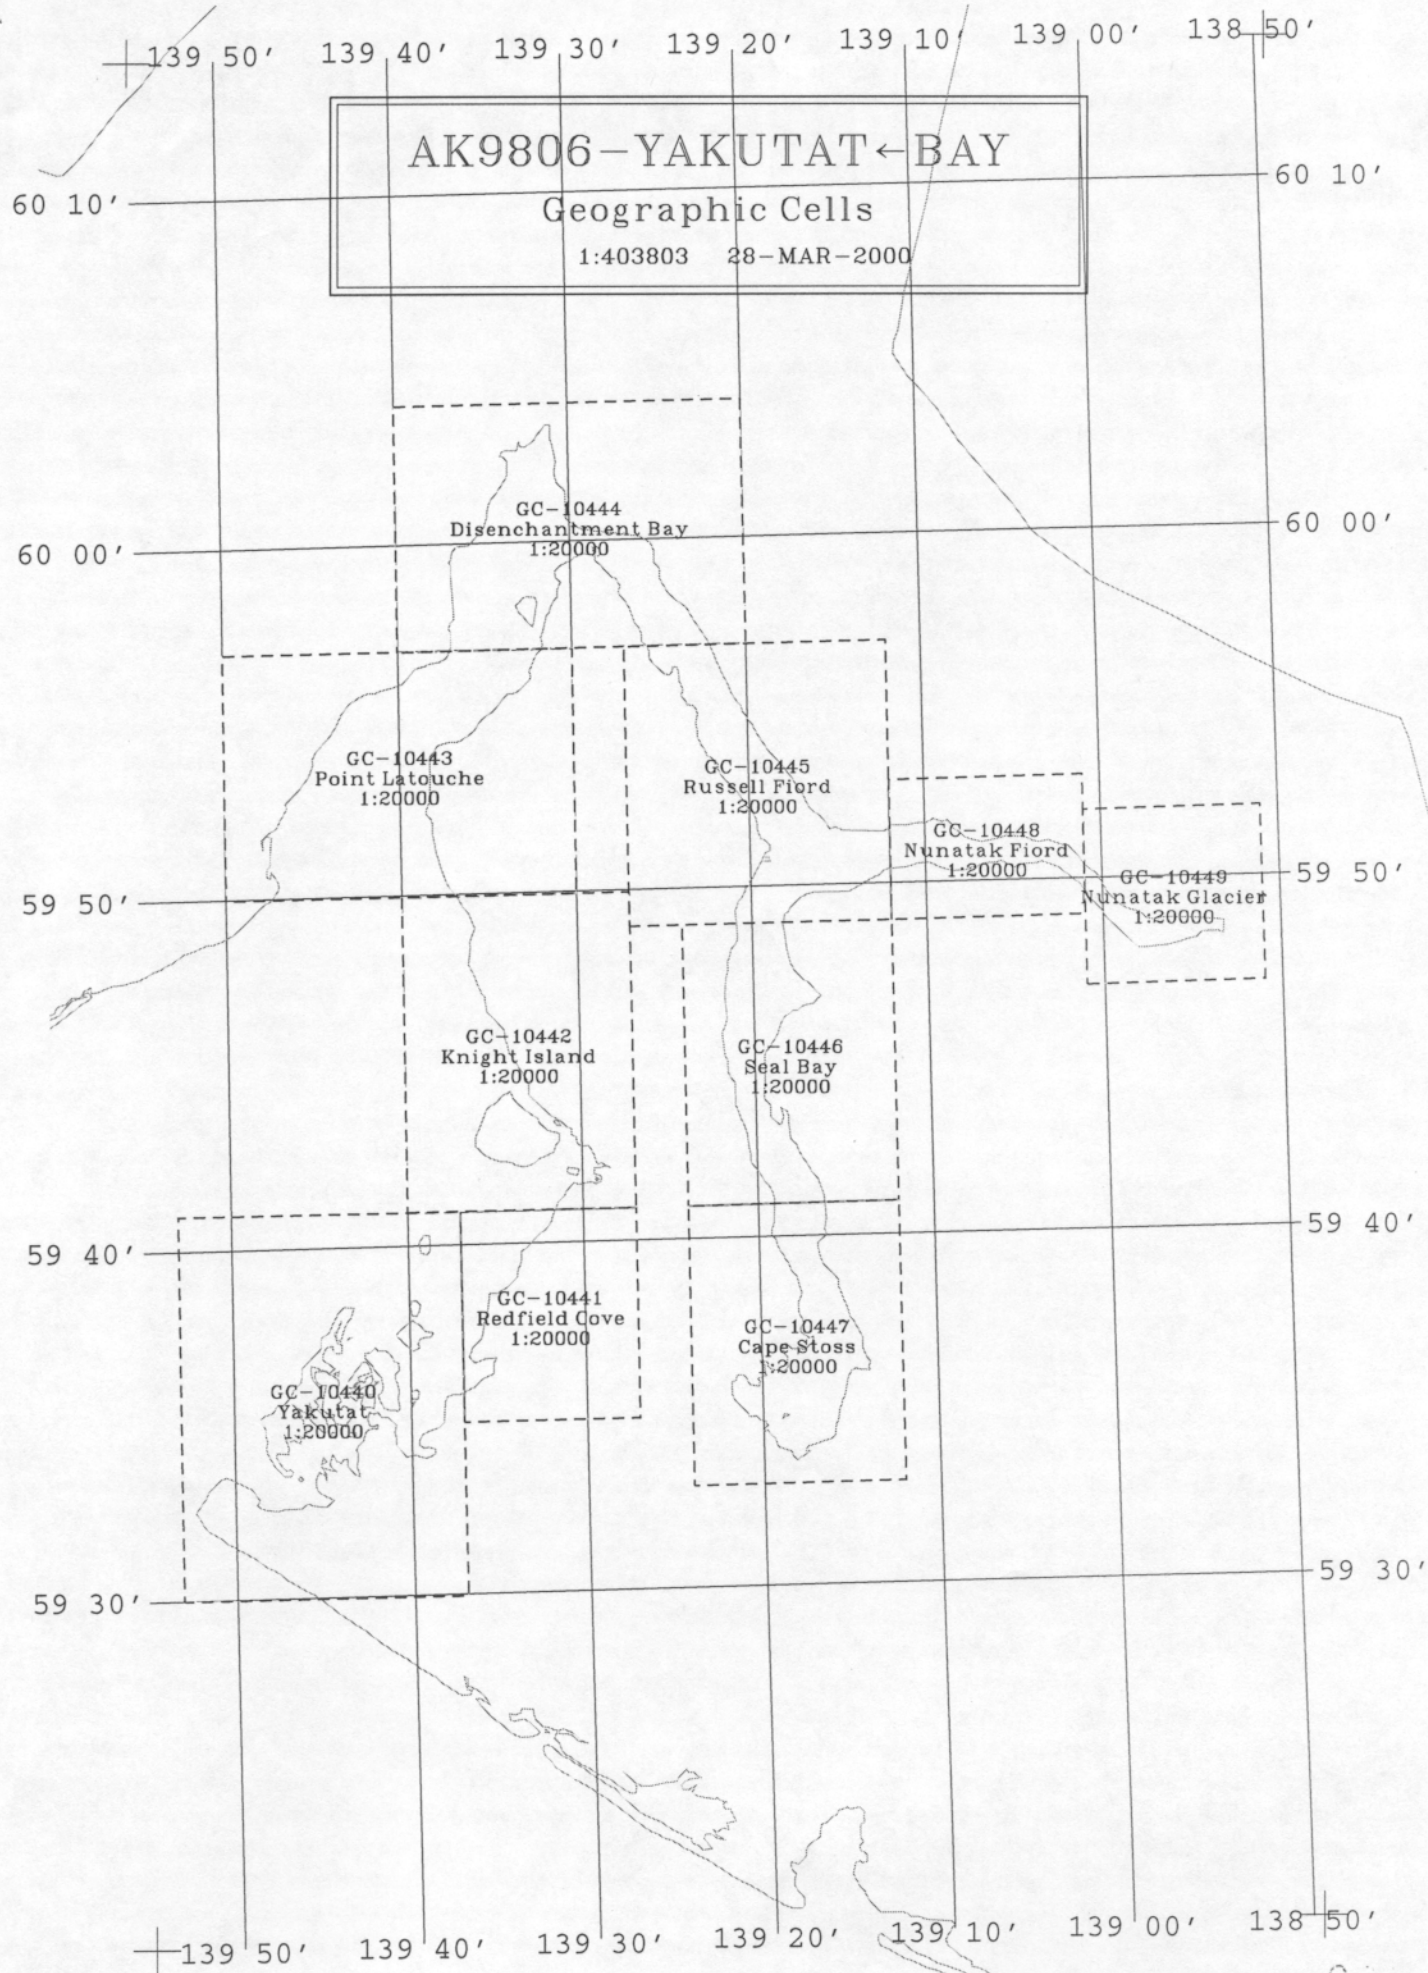 139 50' 139 40' 139 30' 139 20' 139 10' 139 00' 138 50'
AK9806-YAKUTAT←BAY
60 10' 60 10'
Geographic Cells
1:403803 28-MAR-2000
GC-10444
Disenchantment Bay
1:20000
60 00' 60 00'
GC-10443
Point Latouche
1:20000
GC-10445
Russell Fiord
1:20000
GC-10448
Nunatak Fiord
1:20000
GC-10449
Nunatak Glacier
1:20000
59 50' 59 50'
GC-10442
Knight Island
1:20000
GC-10446
Seal Bay
1:20000
59 40' 59 40'
GC-10441
Redfield Cove
1:20000
GC-10447
Cape Stoss
1:20000
GC-10440
Yakutat
1:20000
59 30' 59 30'
139 50' 139 40' 139 30' 139 20' 139 10' 139 00' 138 50'